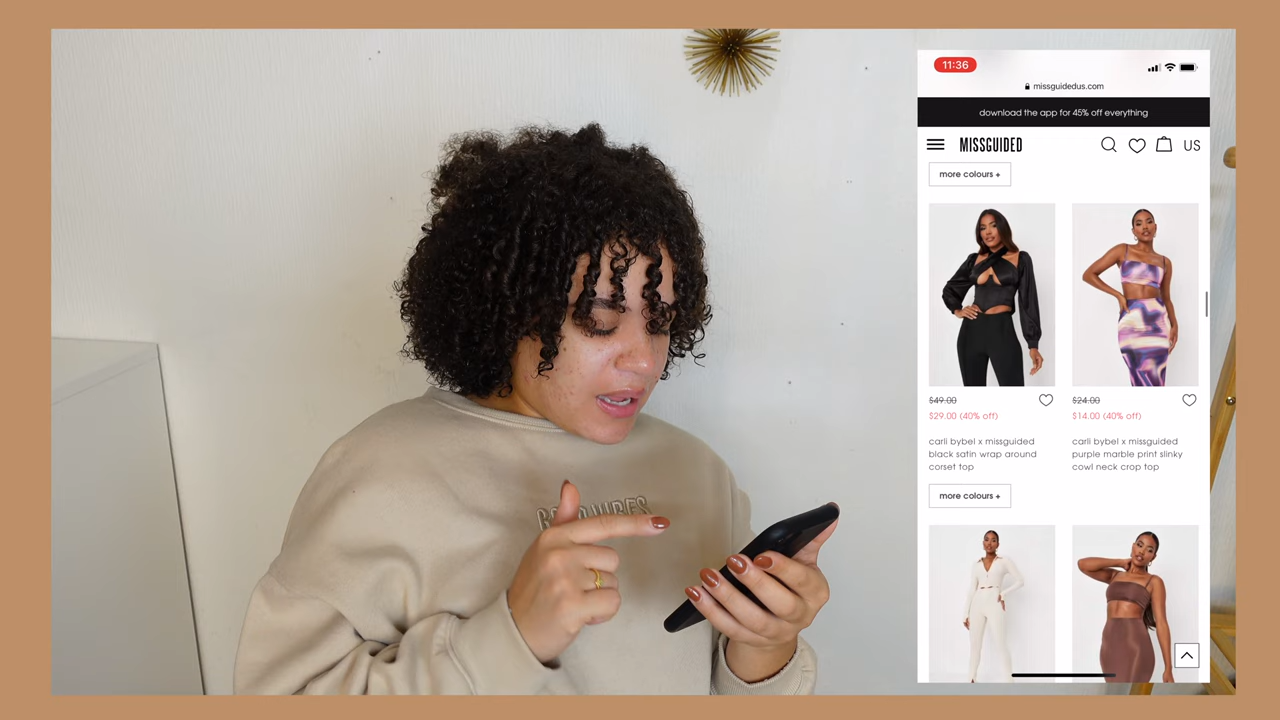 11:36
missguidedus.com
download the app for 45% off everything
MISSGUIDED
US
more colours +
$49.00
$29.00 (40% off)
carli bybel x missguided
black satin wrap around
corset top
$24.00
$14.00 (40% off)
carli bybel x missguided
purple marble print slinky
cowl neck crop top
more colours +
GOOD VIBES